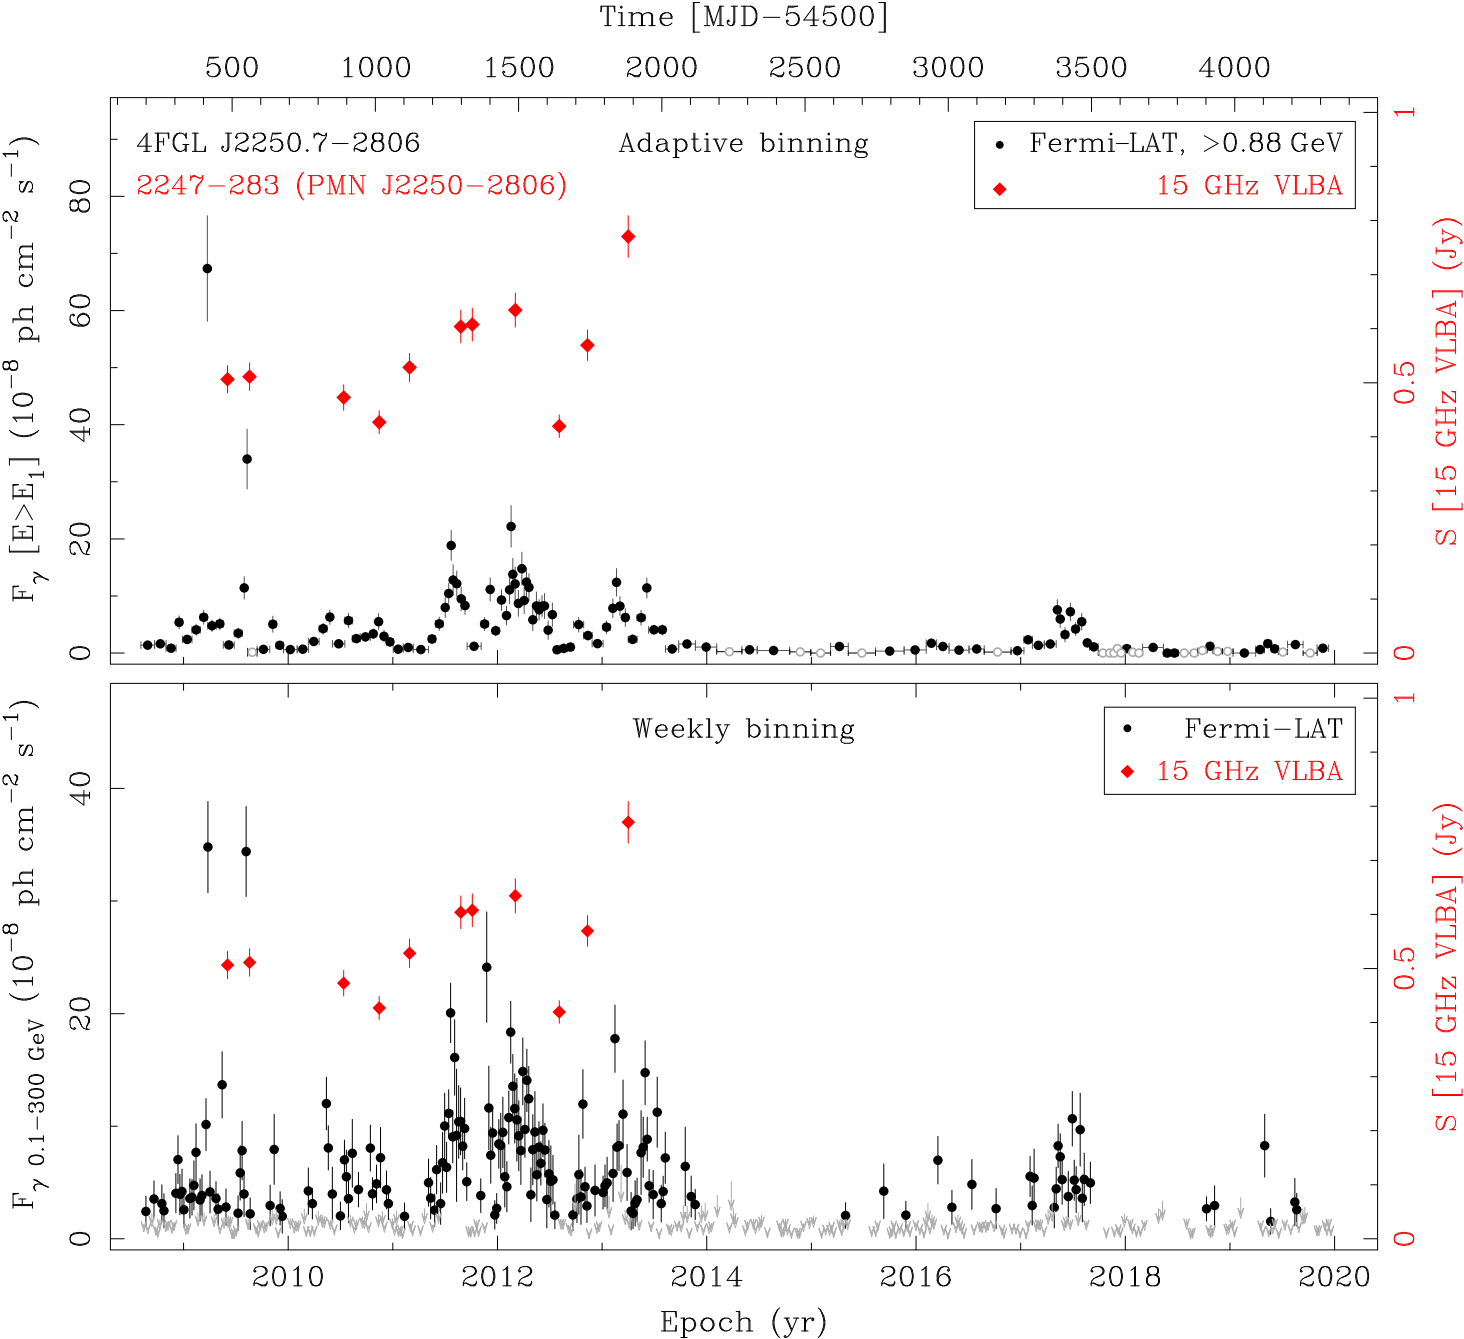 Time [MJD−54500]
500 1000 1500 2000 2500 3000 3500 4000
4FGL J2250.7−2806
Adaptive binning
Fermi−LAT, >0.88 GeV
2247−283 (PMN J2250−2806)
15 GHz VLBA
F_γ [E>E_1] (10^−8 ph cm^−2 s^−1)
80
60
40
20
0
1
0.5
0
S [15 GHz VLBA] (Jy)
Weekly binning
Fermi−LAT
15 GHz VLBA
F_γ 0.1−300 GeV (10^−8 ph cm^−2 s^−1)
40
20
0
1
0.5
0
S [15 GHz VLBA] (Jy)
2010 2012 2014 2016 2018 2020
Epoch (yr)